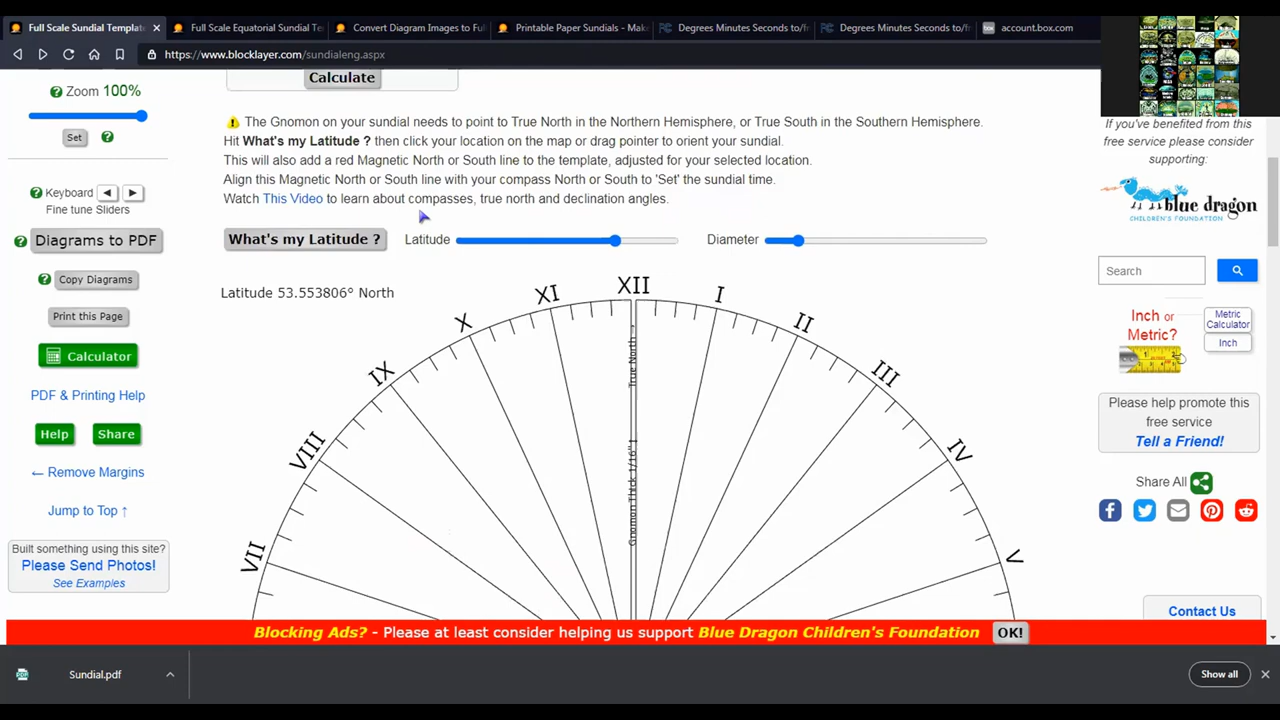 Full Scale Sundial Template
Full Scale Equatorial Sundial Te
Convert Diagram Images to Full
Printable Paper Sundials - Mak
Degrees Minutes Seconds to/fr
Degrees Minutes Seconds to/fr
account.box.com
https://www.blocklayer.com/sundialeng.aspx
Zoom 100%
Set
Keyboard
Fine tune Sliders
Diagrams to PDF
Copy Diagrams
Print this Page
Calculator
PDF & Printing Help
Help
Share
← Remove Margins
Jump to Top ↑
Built something using this site?
Please Send Photos!
See Examples
Calculate
The Gnomon on your sundial needs to True North in the Northern Hemisphere, or True South in the Southern Hemisphere.
Hit What's my Latitude ? then click your location on the map or drag pointer to orient your sundial.
This will also add a red Magnetic North or South line to the template, adjusted for your selected location.
Align this Magnetic North or South line with your compass North or South to 'Set' the sundial time.
Watch This Video to learn about compasses, true north and declination angles.
What's my Latitude ?
Latitude
Diameter
Latitude 53.553806° North
VII
VIII
IX
X
XI
XII
I
II
III
IV
V
True North
Gnomon Thick 1/16"
If you've benefited from this
free service please consider
supporting:
blue dragon
CHILDREN'S FOUNDATION
Search
Inch or
Metric?
Metric
Calculator
Inch
Please help promote this
free service
Tell a Friend!
Share All
Contact Us
Blocking Ads? - Please at least consider helping us support Blue Dragon Children's Foundation
OK!
Sundial.pdf
Show all